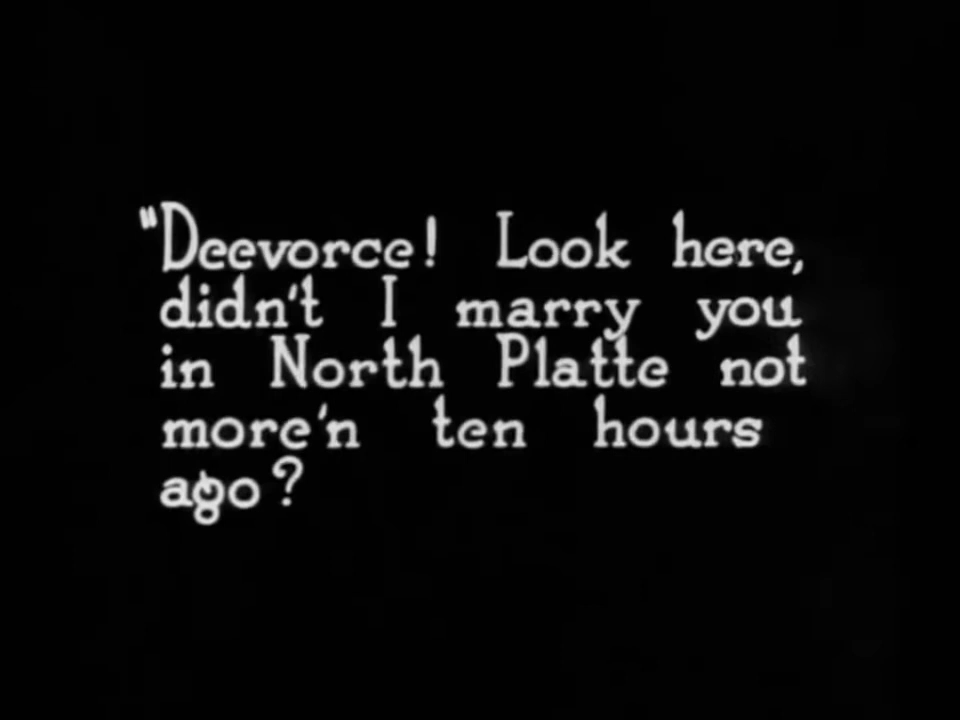 "Deevorce! Look here,
didn't I marry you
in North Platte not
more'n ten hours
ago?